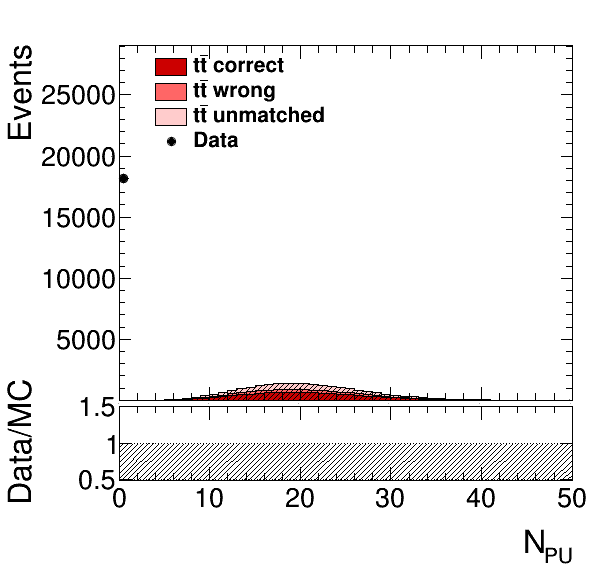 Events
25000
20000
15000
10000
5000
tt̄ correct
tt̄ wrong
tt̄ unmatched
Data
Data/MC
1.5
1
0.5
0 10 20 30 40 50
N_PU